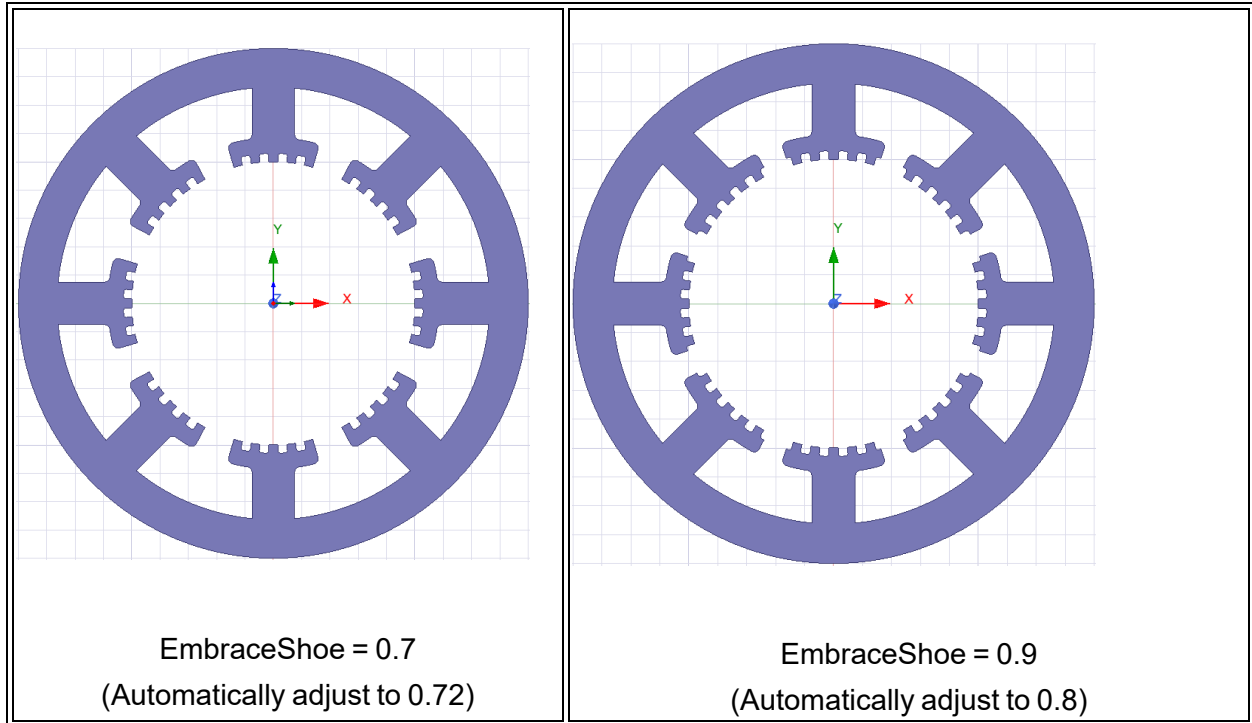 Y
Z
X
EmbraceShoe = 0.7
(Automatically adjust to 0.72)
Y
Z
X
EmbraceShoe = 0.9
(Automatically adjust to 0.8)